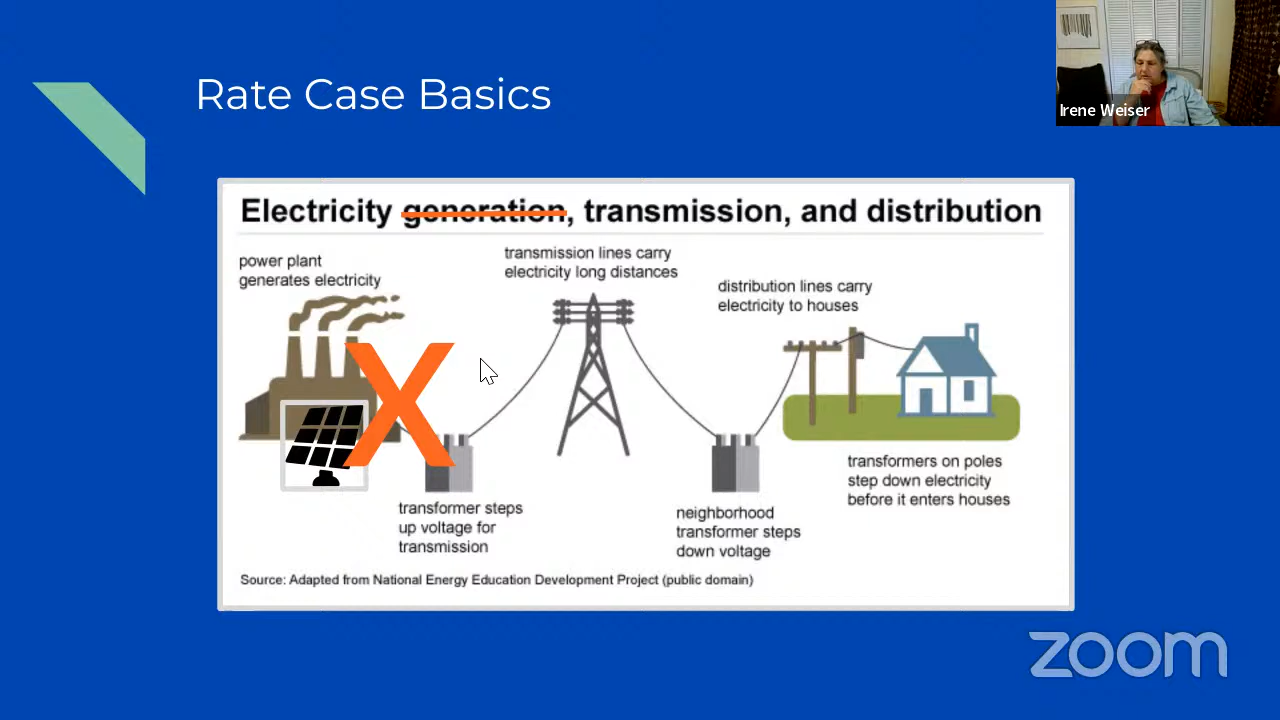 Rate Case Basics
Irene Weiser
Electricity generation, transmission, and distribution
power plant
generates electricity
transmission lines carry
electricity long distances
distribution lines carry
electricity to houses
X
transformer steps
up voltage for
transmission
neighborhood
transformer steps
down voltage
transformers on poles
step down electricity
before it enters houses
Source: Adapted from National Energy Education Development Project (public domain)
zoom